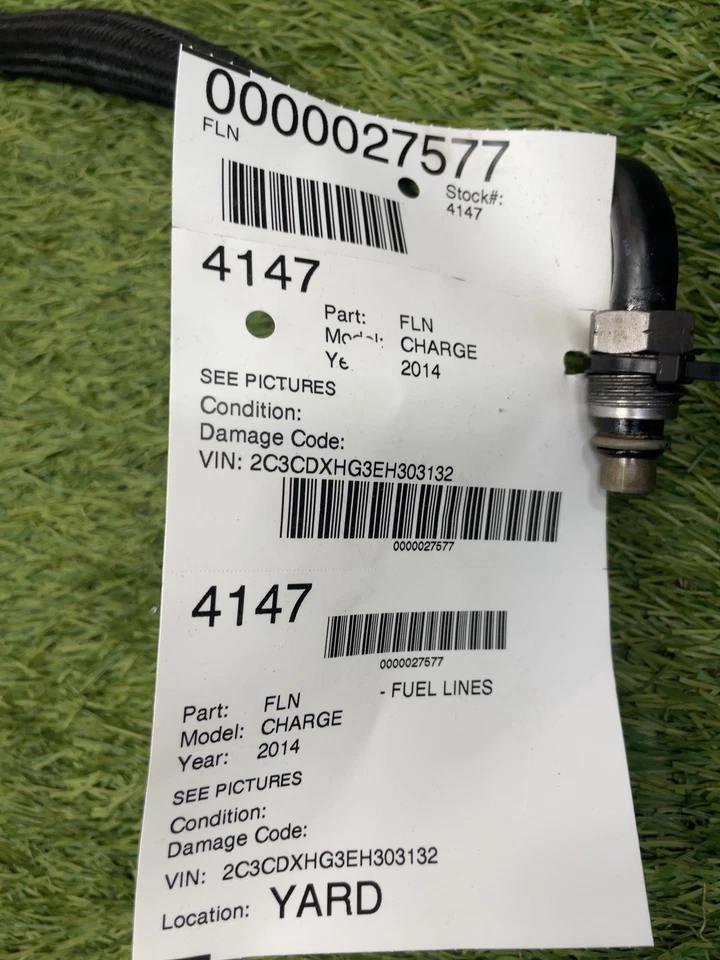 0000027577
FLN
Stock#:
4147
4147
Part: FLN
CHARGE
2014
SEE PICTURES
Condition:
Damage Code:
VIN: 2C3CDXHG3EH303132
0000027577
4147
0000027577
Part: FLN - FUEL LINES
Model: CHARGE
Year: 2014
SEE PICTURES
Condition:
Damage Code:
VIN: 2C3CDXHG3EH303132
Location: YARD